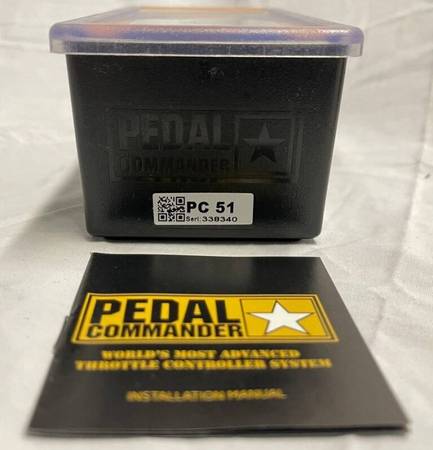 PEDAL
COMMANDER
PC 51
Seri: 338340
PEDAL
COMMANDER
WORLD'S MOST ADVANCED
THROTTLE CONTROLLER SYSTEM
INSTALLATION MANUAL